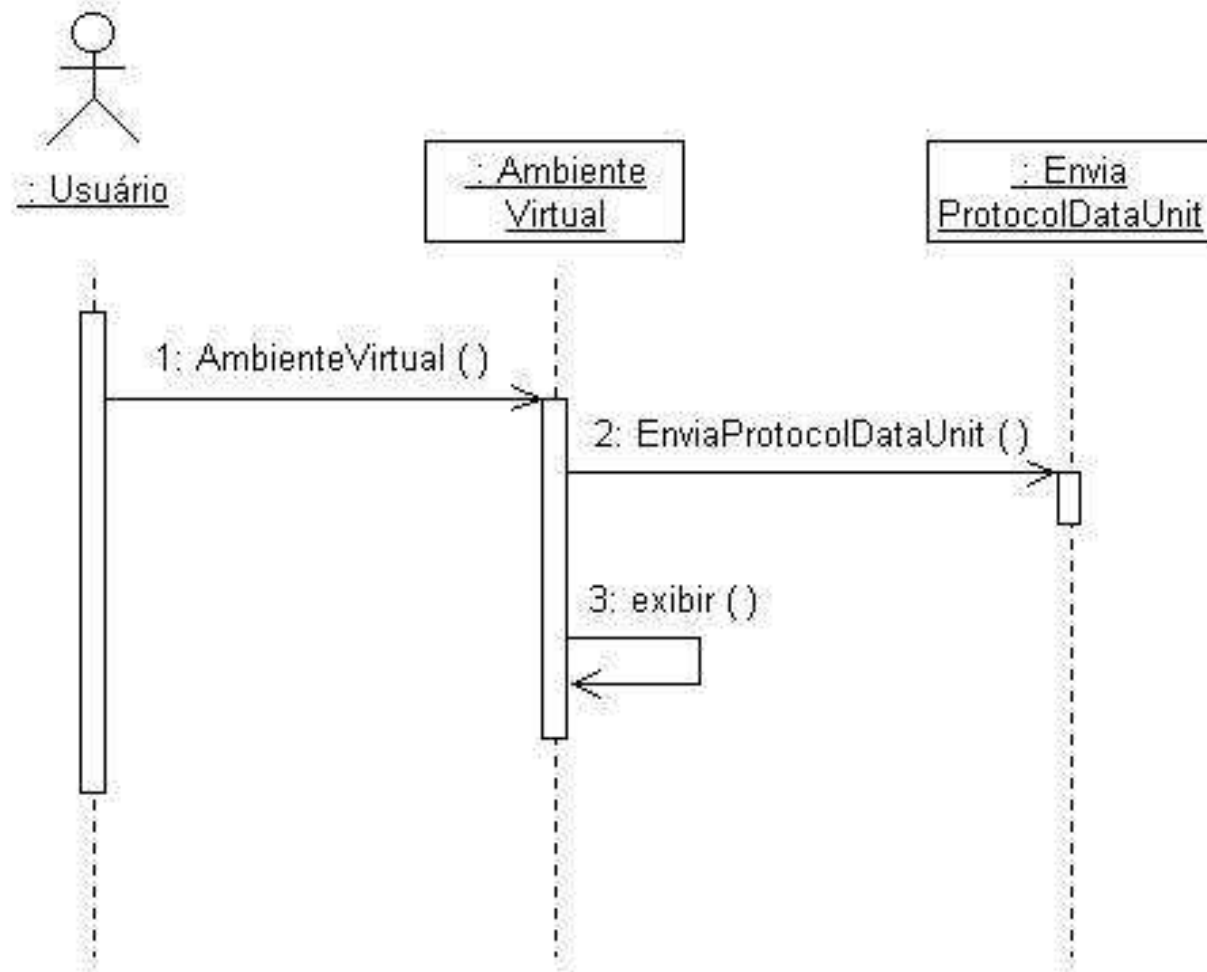 : Usuário
: Ambiente
Virtual
: Envia
ProtocolDataUnit
1: AmbienteVirtual ( )
2: EnviaProtocolDataUnit ( )
3: exibir ( )